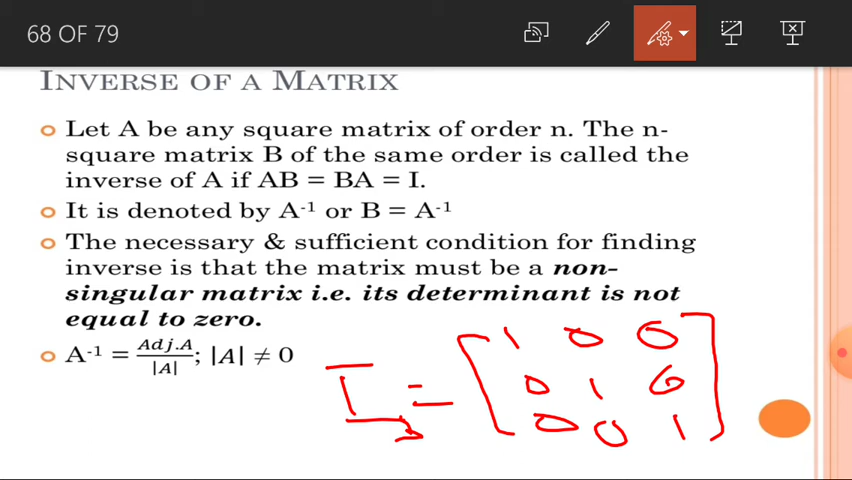 68 OF 79
INVERSE OF A MATRIX
Let A be any square matrix of order n. The n-
square matrix B of the same order is called the
inverse of A if AB = BA = I.
It is denoted by A⁻¹ or B = A⁻¹
The necessary & sufficient condition for finding
inverse is that the matrix must be a non-
singular matrix i.e. its determinant is not
equal to zero.
A⁻¹ = Adj.A / |A| ; |A| ≠ 0
I₃ = [ 1 0 0
0 1 0
0 0 1 ]